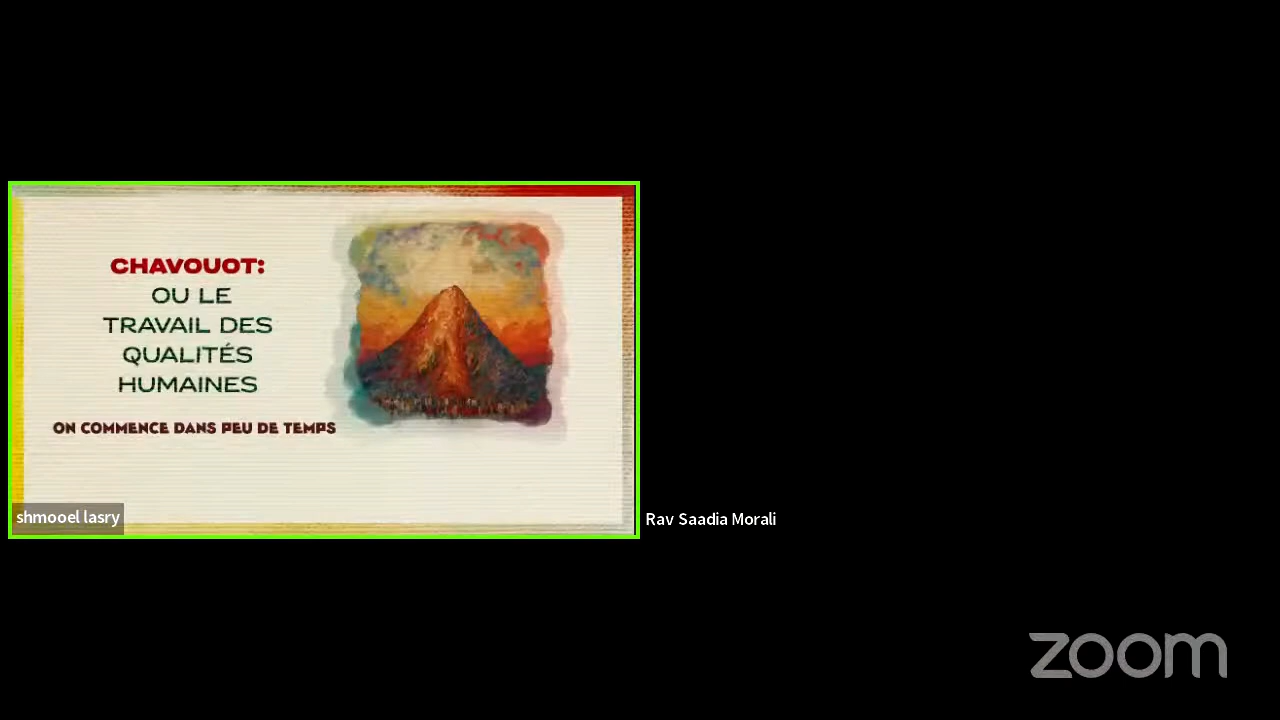 CHAVOUOT:
OU LE
TRAVAIL DES
QUALITÉS
HUMAINES
ON COMMENCE DANS PEU DE TEMPS
shmooel lasry
Rav Saadia Morali
zoom